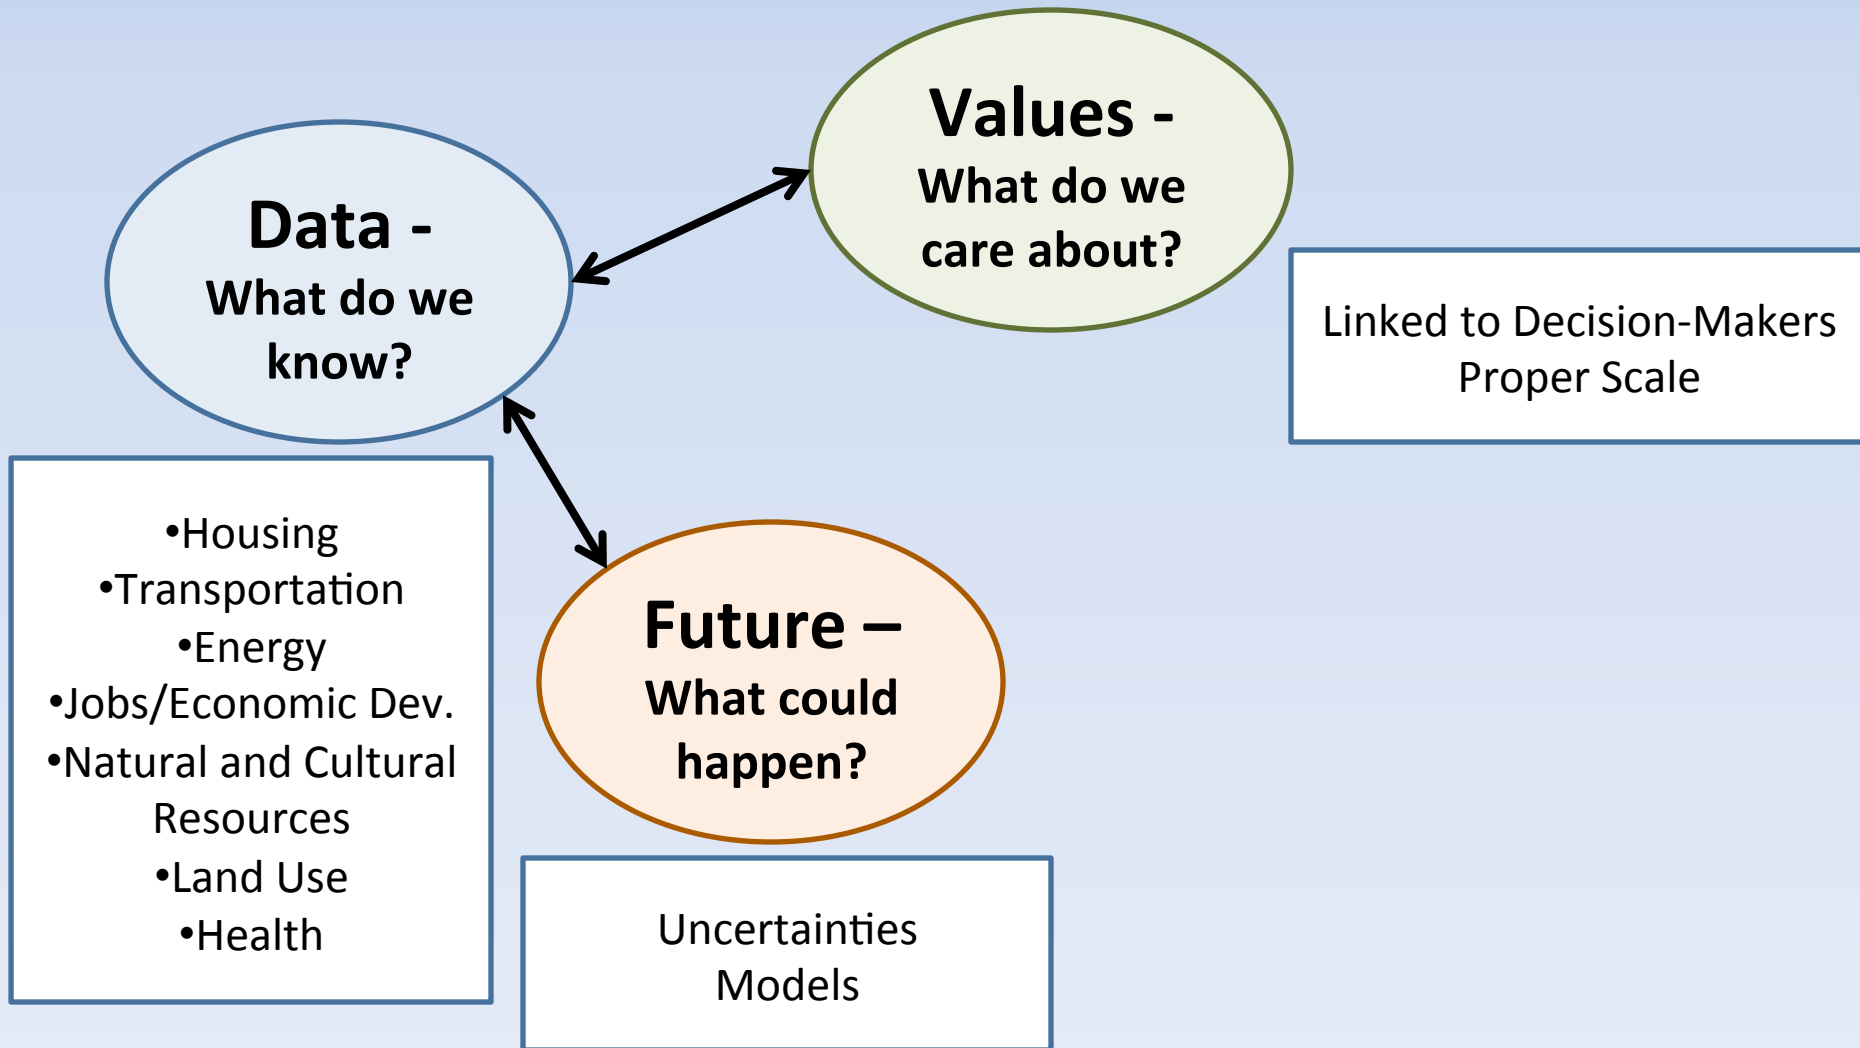 Values -
What do we
care about?
Data -
What do we
know?
Linked to Decision-Makers
Proper Scale
•Housing
•Transportation
•Energy
•Jobs/Economic Dev.
•Natural and Cultural
Resources
•Land Use
•Health
Future –
What could
happen?
Uncertainties
Models